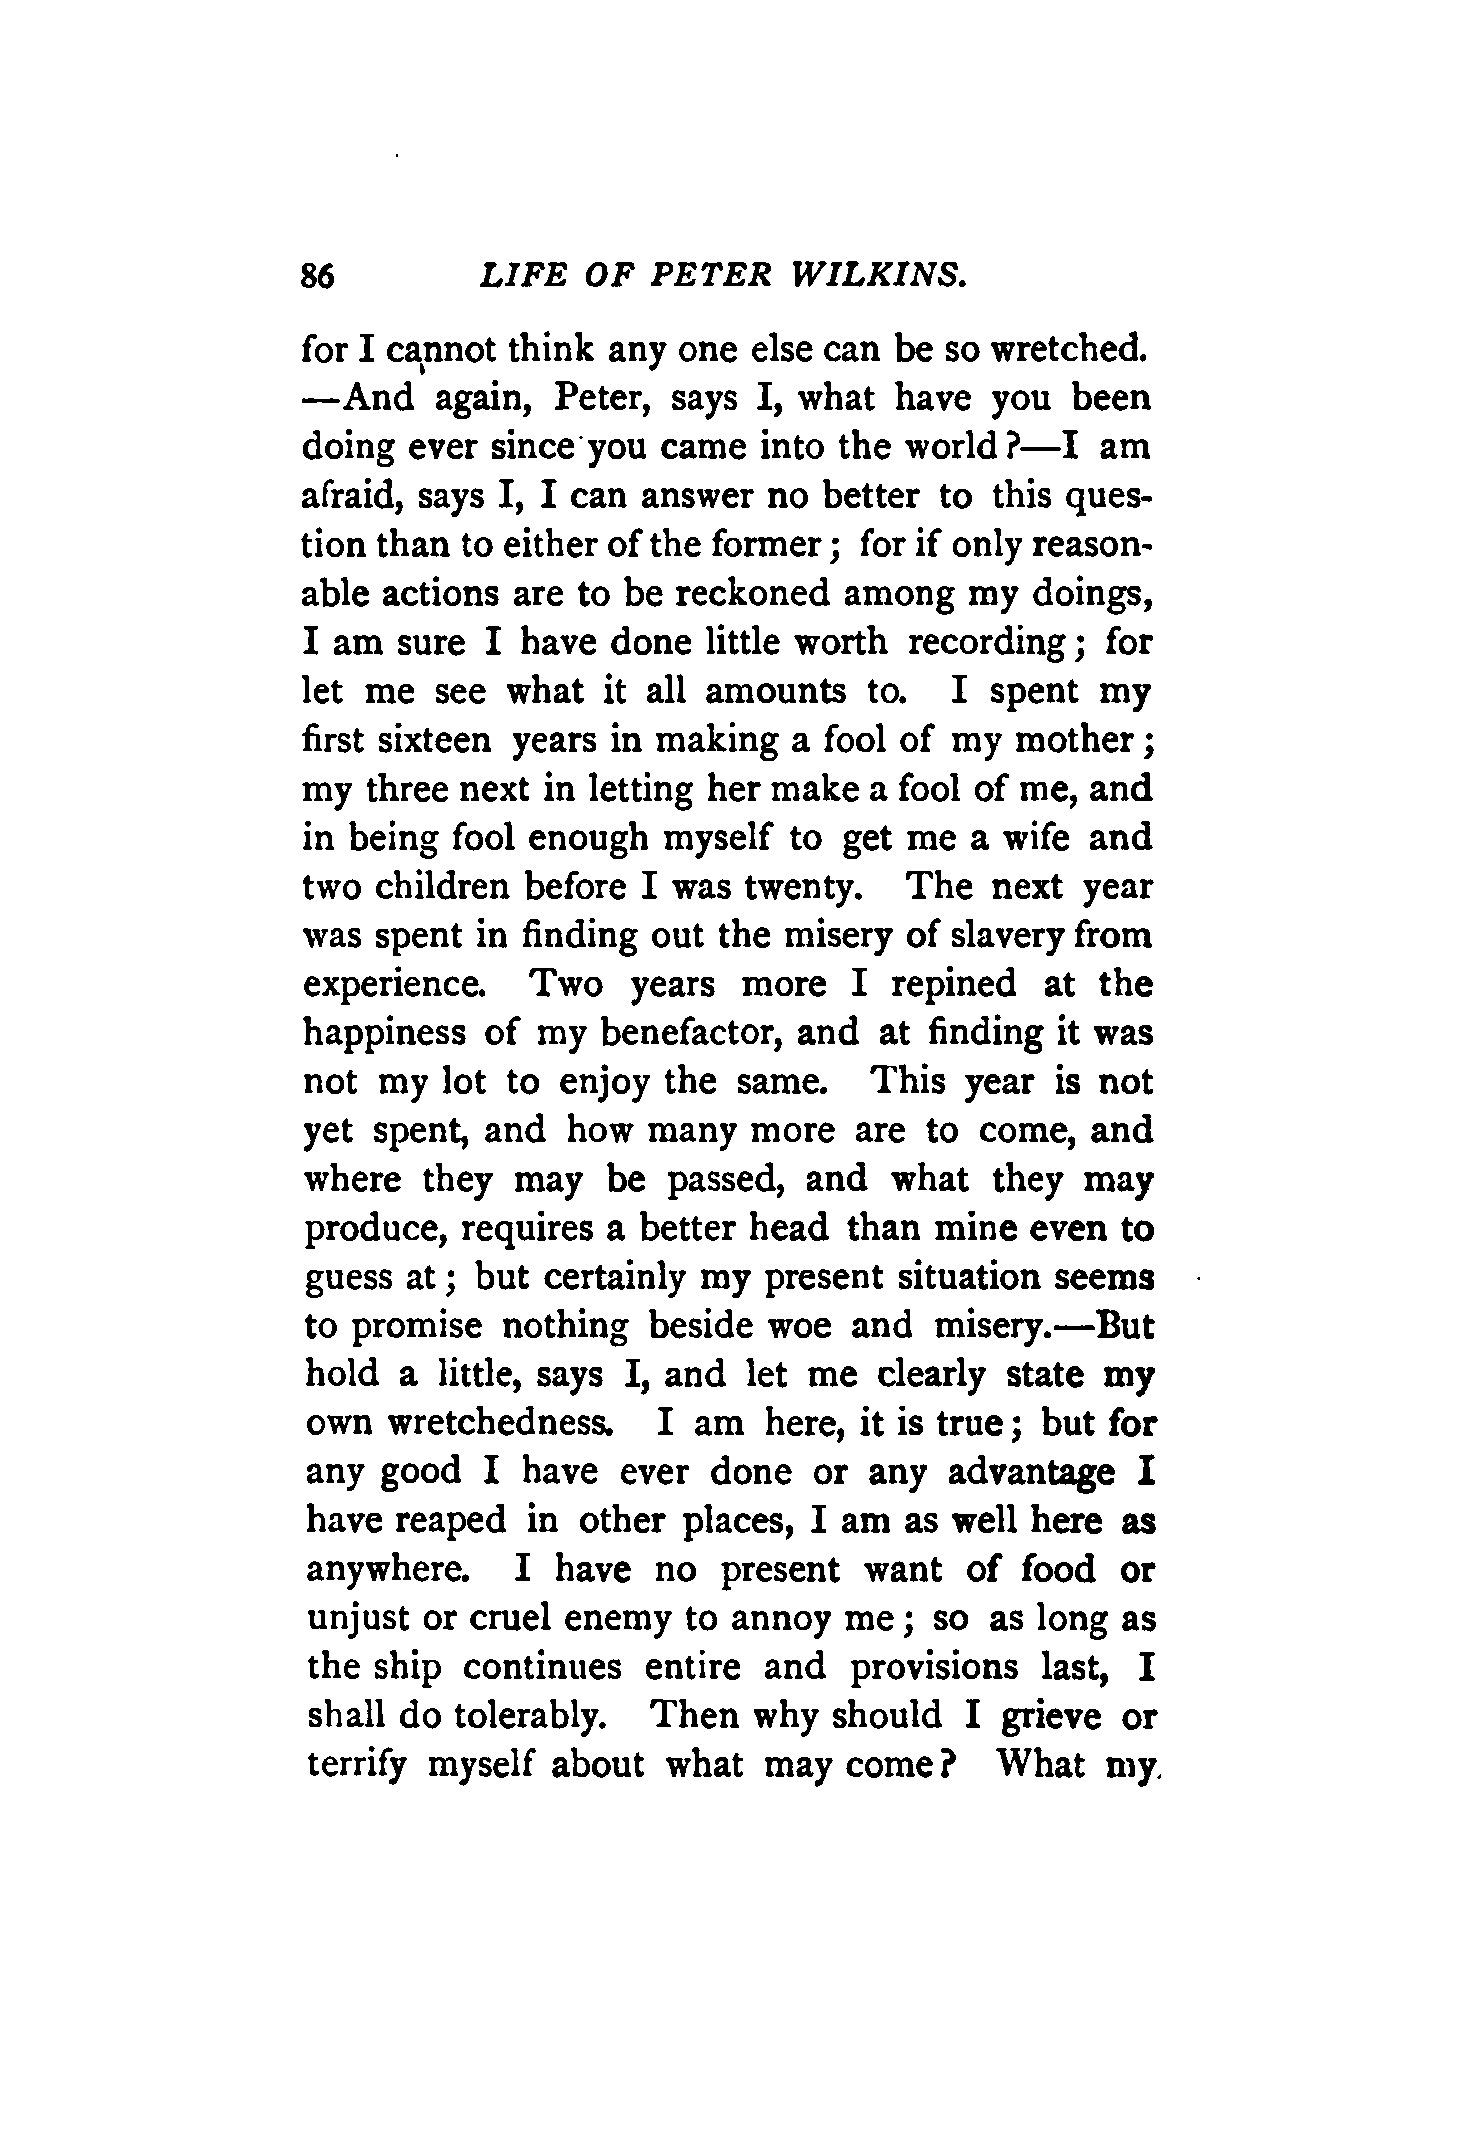 86 LIFE OF PETER WILKINS.
for I cannot think any one else can be so wretched.
—And again, Peter, says I, what have you been
doing ever since you came into the world ?—I am
afraid, says I, I can answer no better to this ques-
tion than to either of the former ; for if only reason-
able actions are to be reckoned among my doings,
I am sure I have done little worth recording ; for
let me see what it all amounts to. I spent my
first sixteen years in making a fool of my mother ;
my three next in letting her make a fool of me, and
in being fool enough myself to get me a wife and
two children before I was twenty. The next year
was spent in finding out the misery of slavery from
experience. Two years more I repined at the
happiness of my benefactor, and at finding it was
not my lot to enjoy the same. This year is not
yet spent, and how many more are to come, and
where they may be passed, and what they may
produce, requires a better head than mine even to
guess at ; but certainly my present situation seems
to promise nothing beside woe and misery.—But
hold a little, says I, and let me clearly state my
own wretchedness. I am here, it is true ; but for
any good I have ever done or any advantage I
have reaped in other places, I am as well here as
anywhere. I have no present want of food or
unjust or cruel enemy to annoy me ; so as long as
the ship continues entire and provisions last, I
shall do tolerably. Then why should I grieve or
terrify myself about what may come? What my